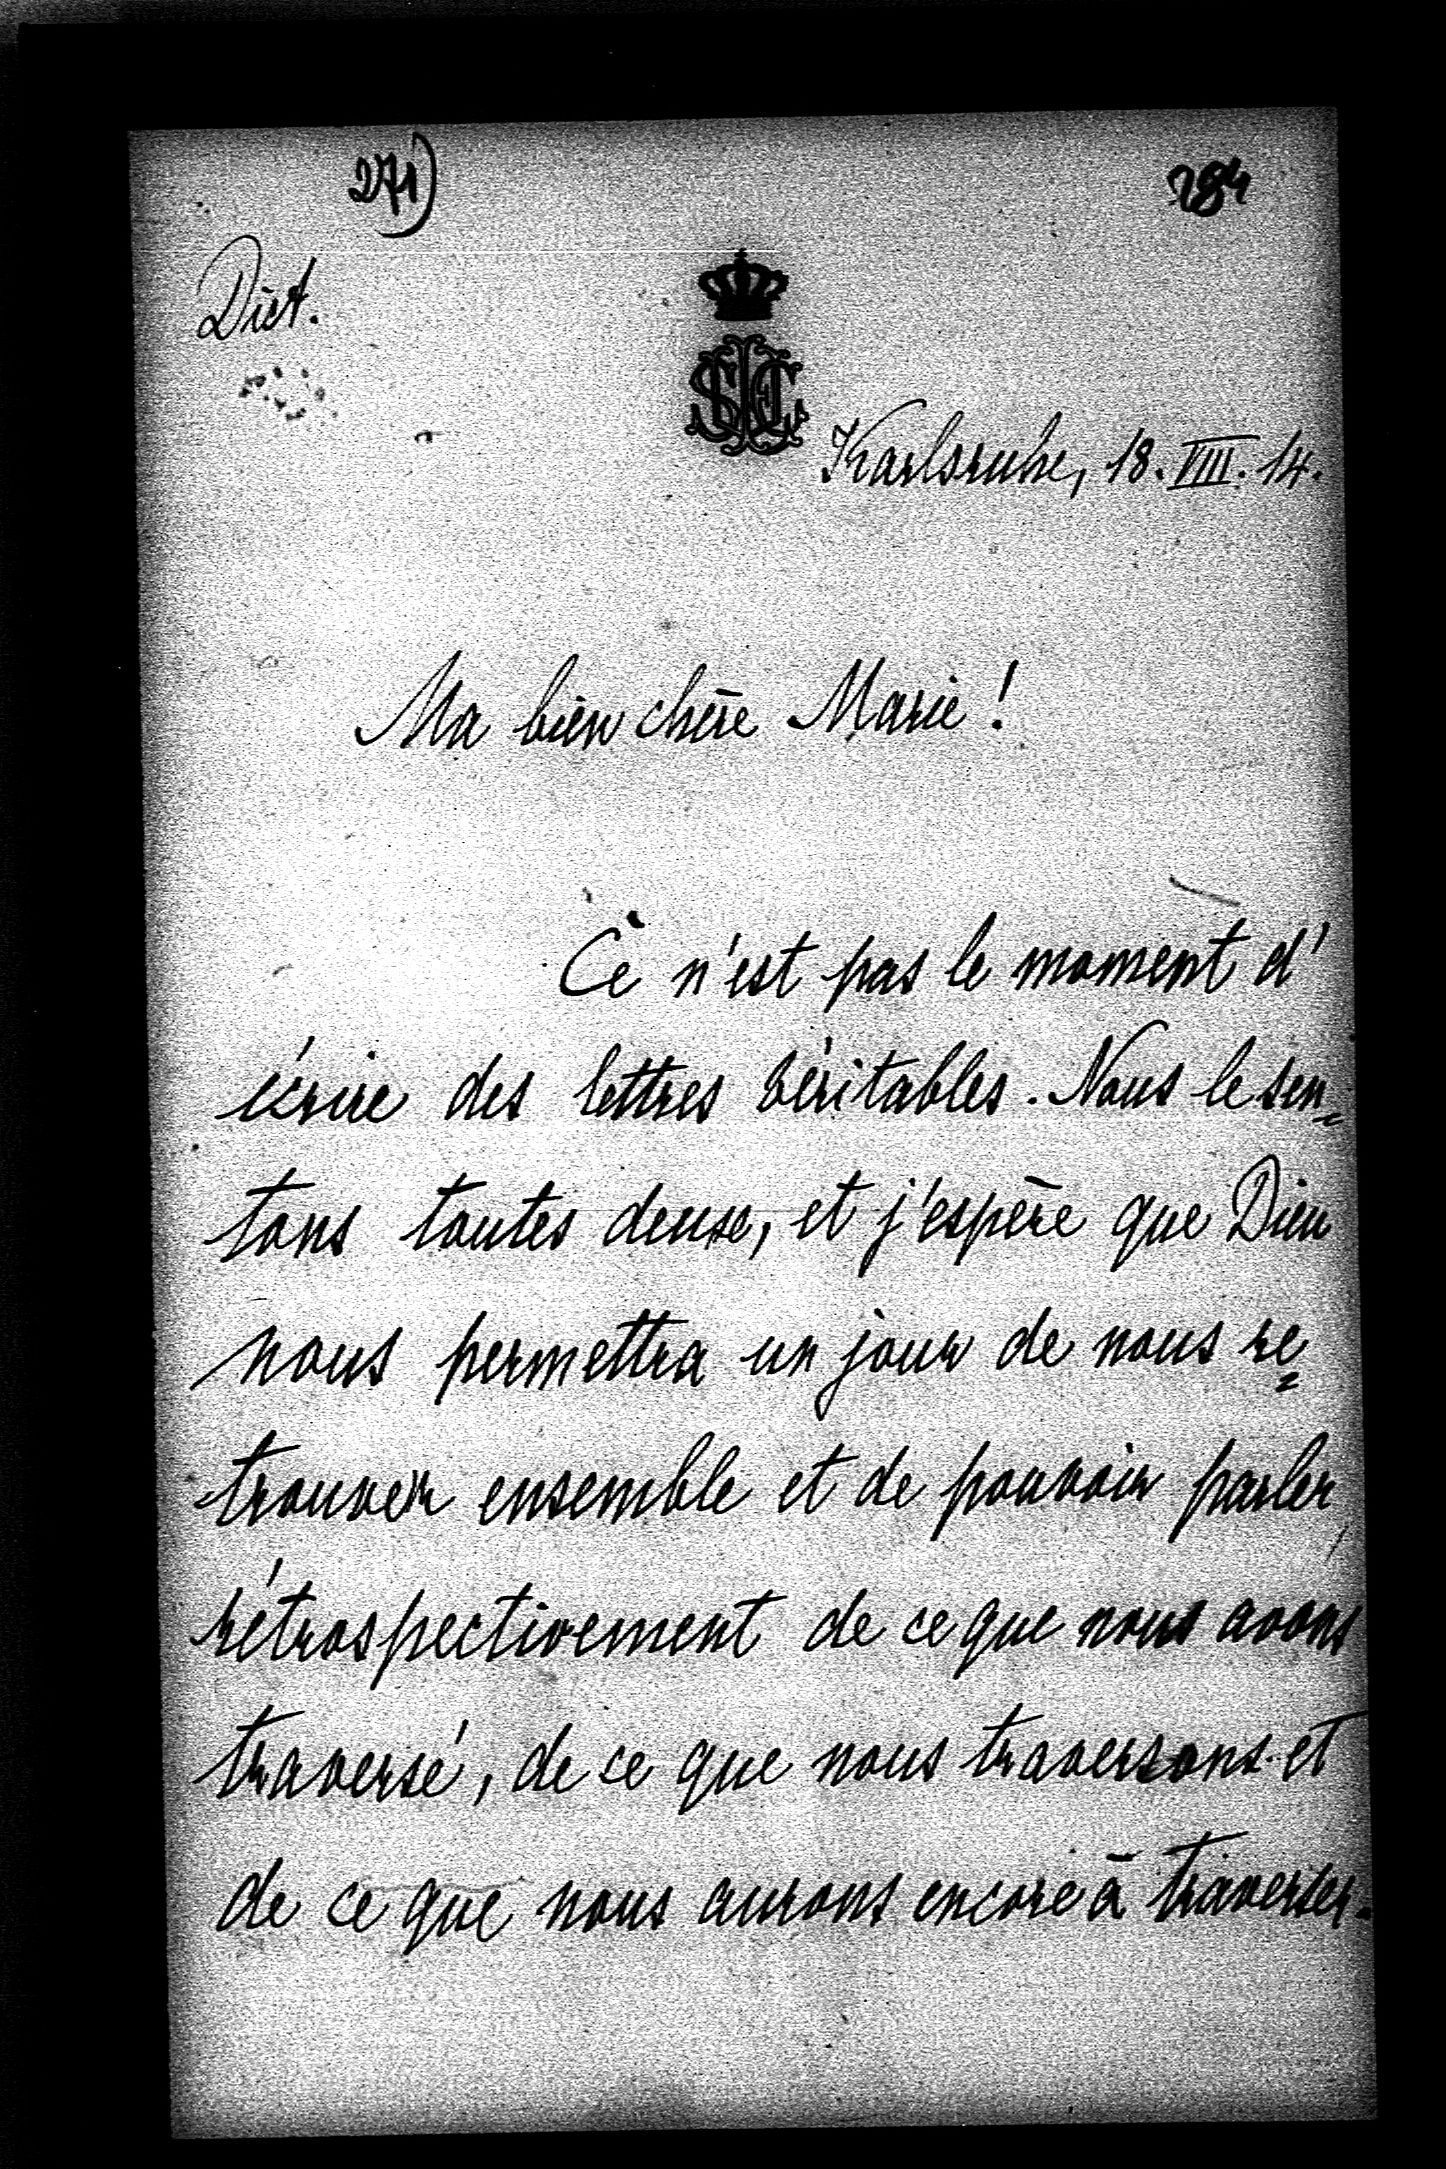 271)
284
Dict.
Karlsruhe, 18. VIII. 14.
Ma bien chère Marie!
Ce n'est pas le moment d'
écrire des lettres véritables. Nous le sen=
tons toutes deux, et j'espère que Dieu
nous permettra un jour de nous re=
trouver ensemble et de pouvoir parler
rétrospectivement de ce que nous avons
traversé, de ce que nous traversons et
de ce que nous aurons encore à traverser.